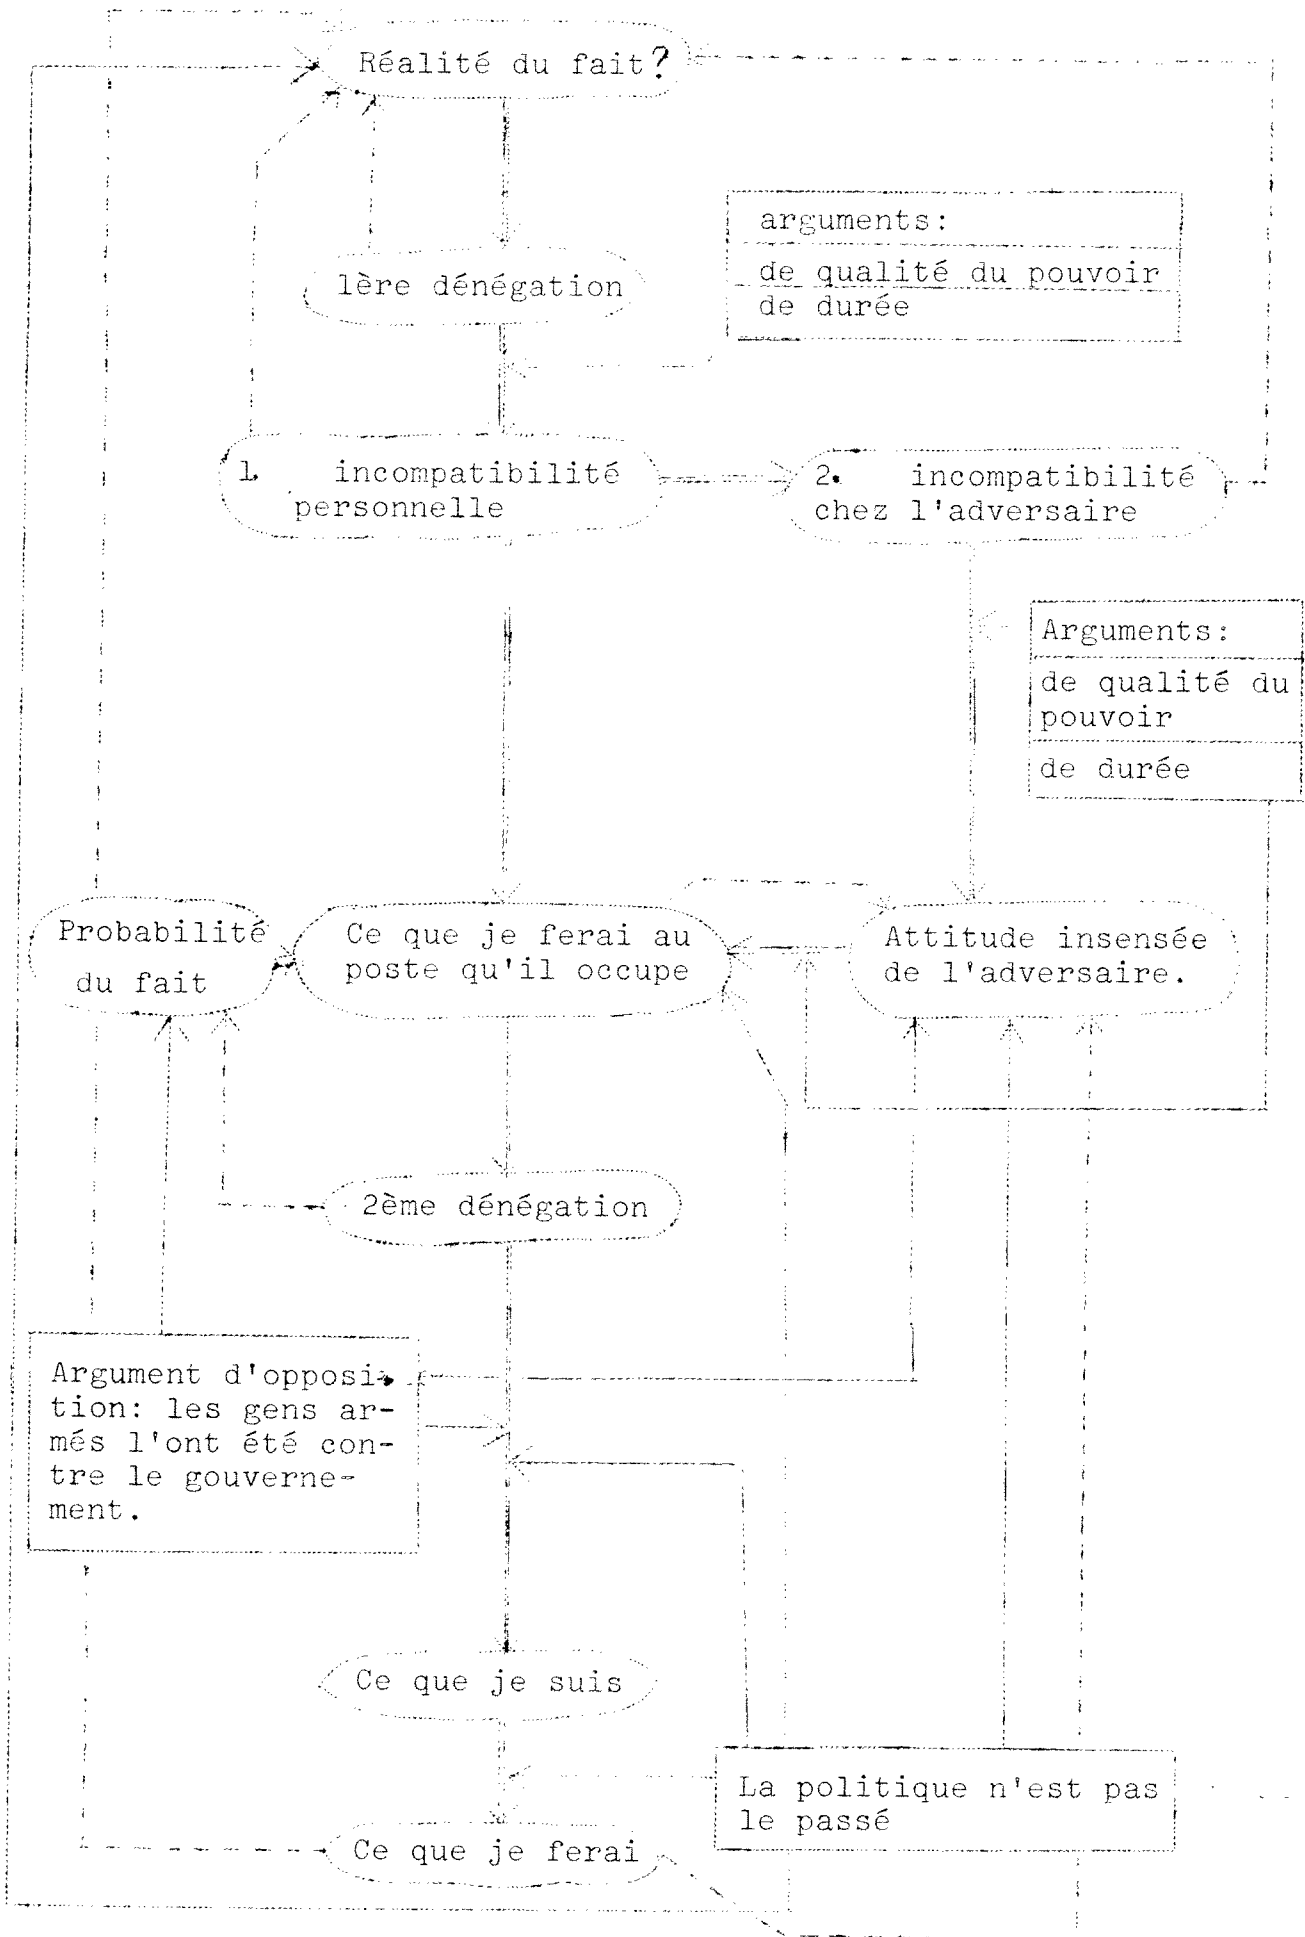 Réalité du fait?
arguments:
de qualité du pouvoir
de durée
1ère dénégation
1. incompatibilité
personnelle
2. incompatibilité
chez l'adversaire
Arguments:
de qualité du
pouvoir
de durée
Probabilité
du fait
Ce que je ferai au
poste qu'il occupe
Attitude insensée
de l'adversaire.
2ème dénégation
Argument d'opposi-
tion: les gens ar-
més l'ont été con-
tre le gouverne-
ment.
Ce que je suis
La politique n'est pas
le passé
Ce que je ferai